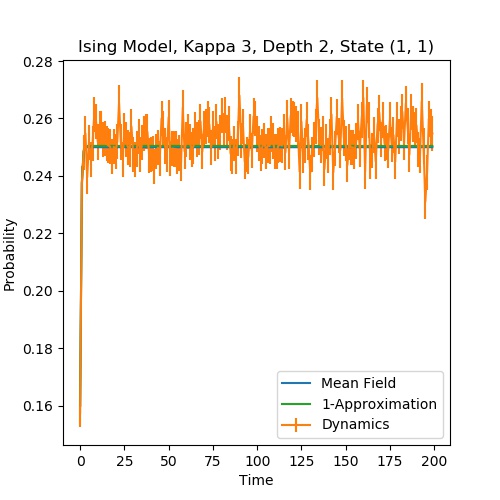 Ising Model, Kappa 3, Depth 2, State (1, 1)
0.28
0.26
0.24
0.22
0.20
0.18
0.16
Probability
Mean Field
1-Approximation
Dynamics
0 25 50 75 100 125 150 175 200
Time